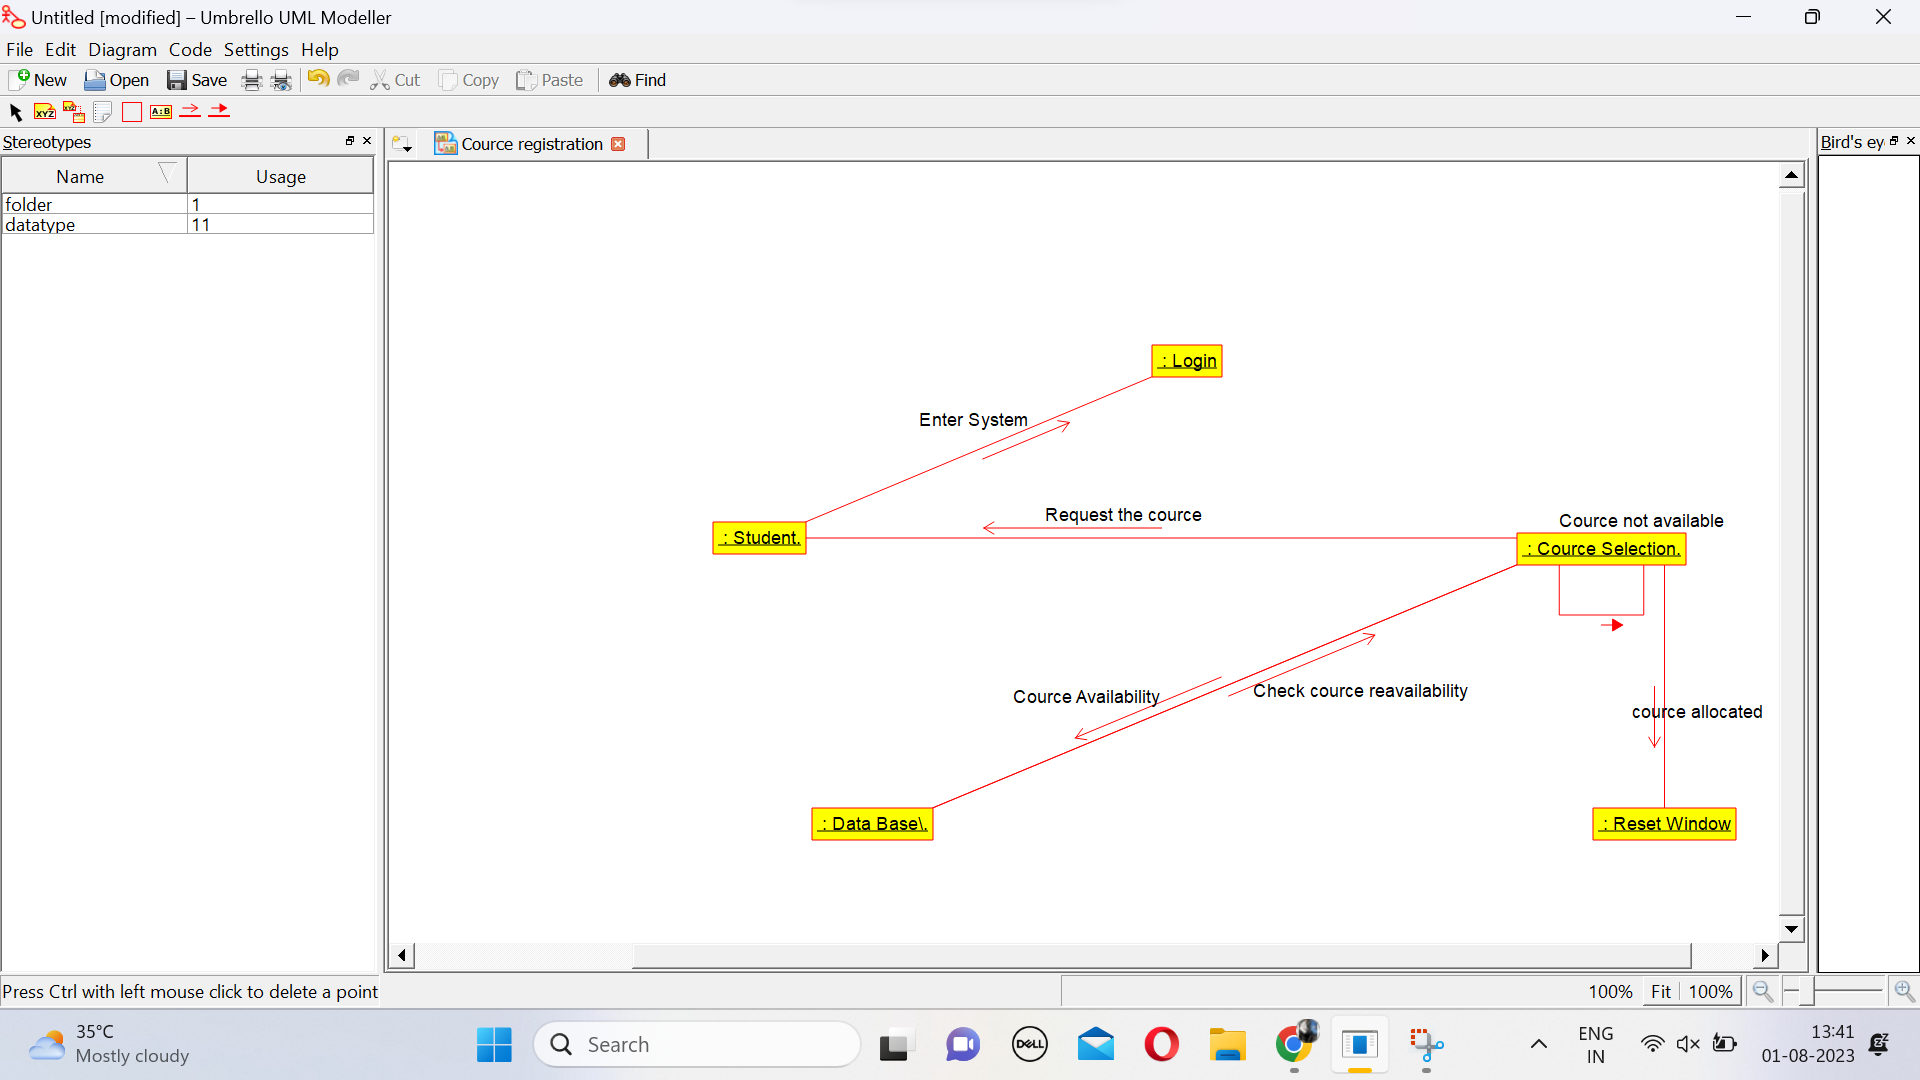 Untitled [modified] – Umbrello UML Modeller
File Edit Diagram Code Settings Help
New Open Save Cut Copy Paste Find
XYZ XYZ A:B
Stereotypes
Cource registration
Bird's ey
Name Usage
folder 1
datatype 11
: Login
Enter System
Request the cource
Cource not available
: Student.
: Cource Selection.
Check cource reavailability
Cource Availability
cource allocated
: Data Base\.
: Reset Window
Press Ctrl with left mouse click to delete a point
100% Fit 100%
35°C
Mostly cloudy
Search
DELL
ENG
IN
13:41
01-08-2023